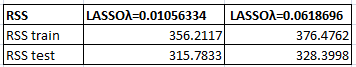 RSS LASSOλ=0.01056334 LASSOλ=0.0618696
RSS train 356.2117 376.4762
RSS test 315.7833 328.3998